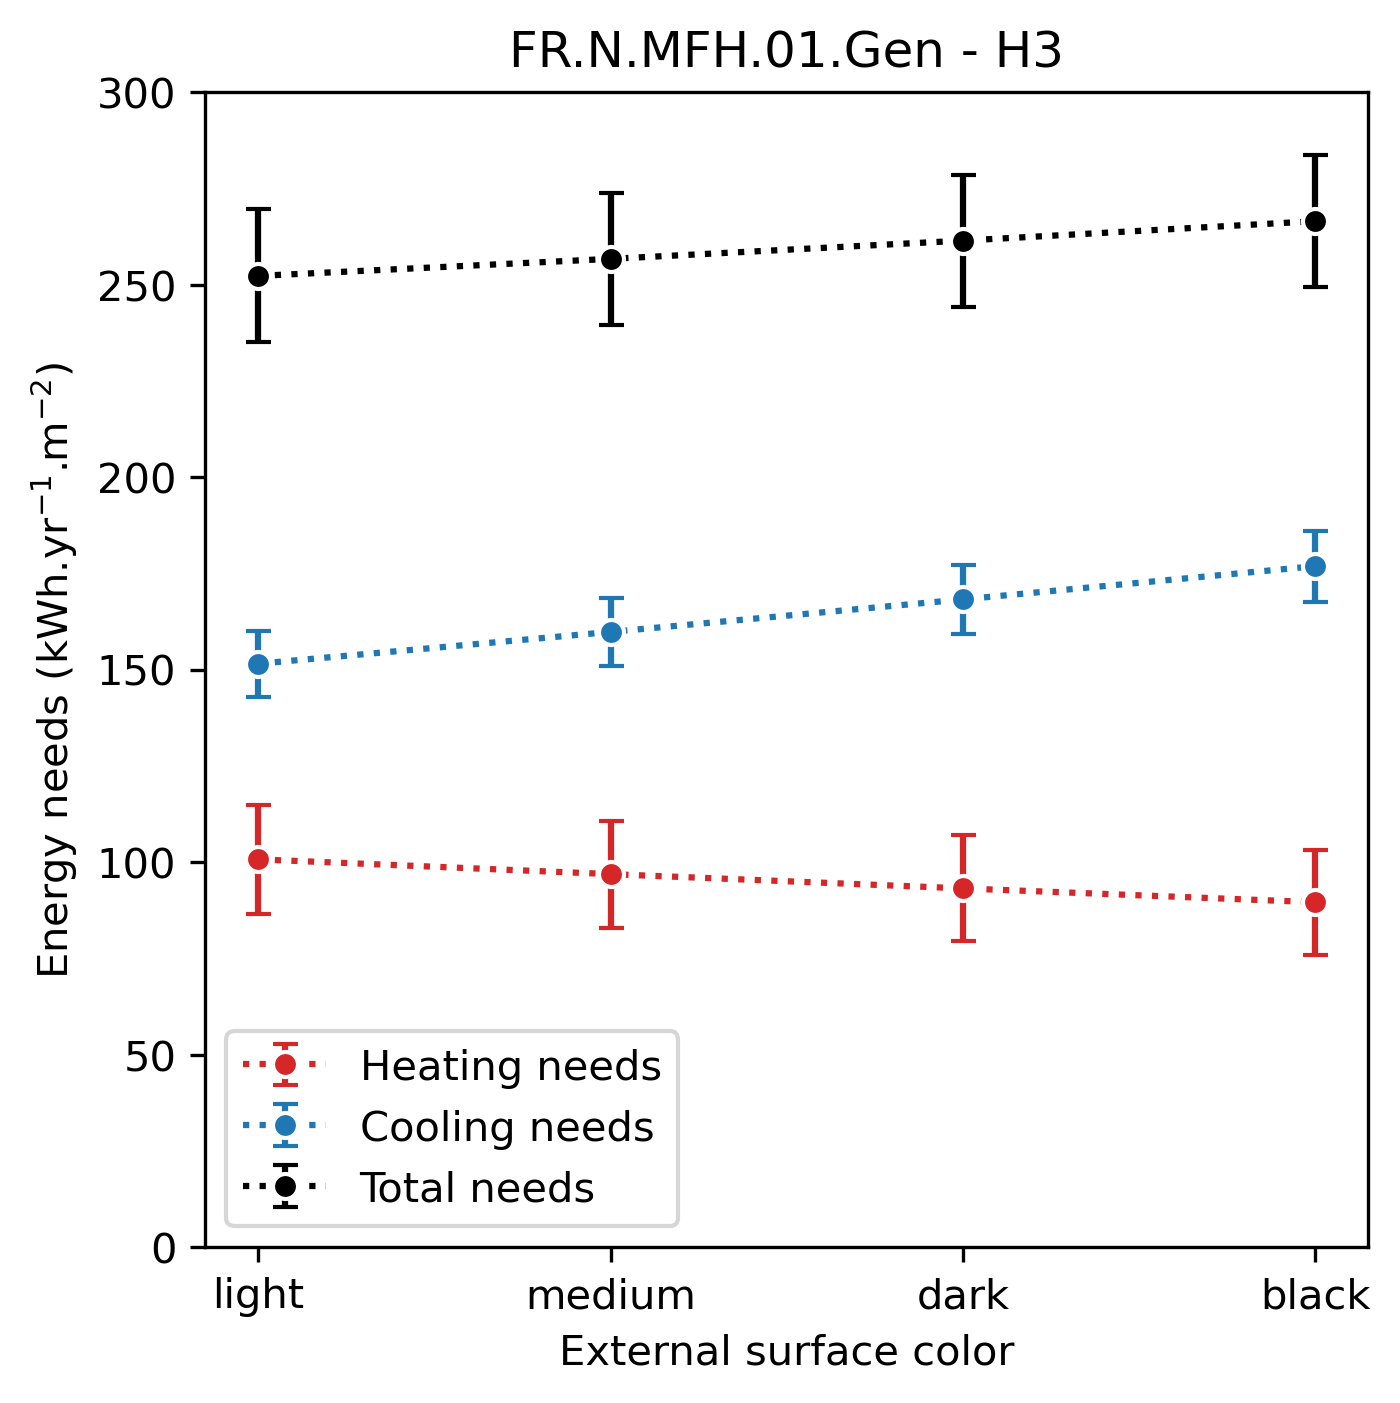 FR.N.MFH.01.Gen - H3
300
250
200
150
100
50
0
Energy needs (kWh.yr⁻¹.m⁻²)
Heating needs
Cooling needs
Total needs
light medium dark black
External surface color